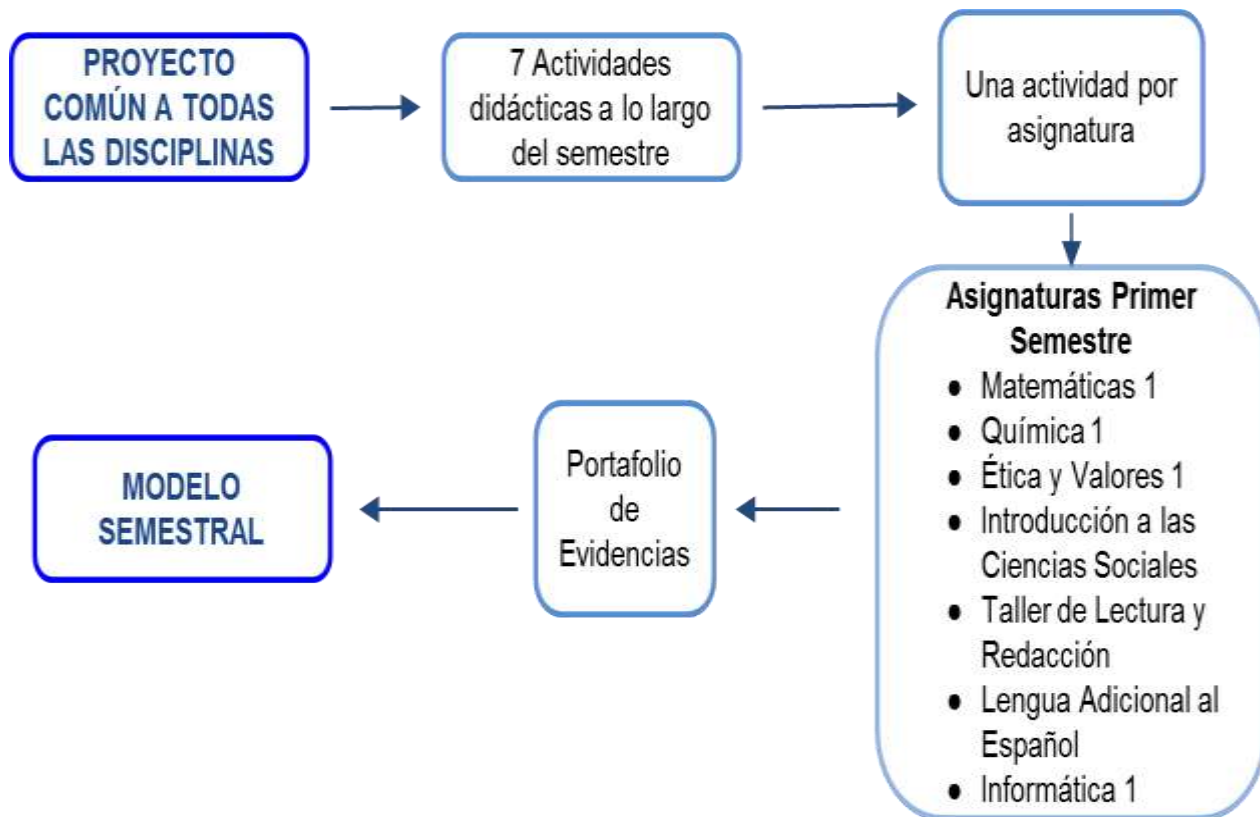 PROYECTO
COMÚN A TODAS
LAS DISCIPLINAS
7 Actividades
didácticas a lo largo
del semestre
Una actividad por
asignatura
Asignaturas Primer
Semestre
● Matemáticas 1
● Química 1
● Ética y Valores 1
● Introducción a las
Ciencias Sociales
● Taller de Lectura y
Redacción
● Lengua Adicional al
Español
● Informática 1
Portafolio
de
Evidencias
MODELO
SEMESTRAL